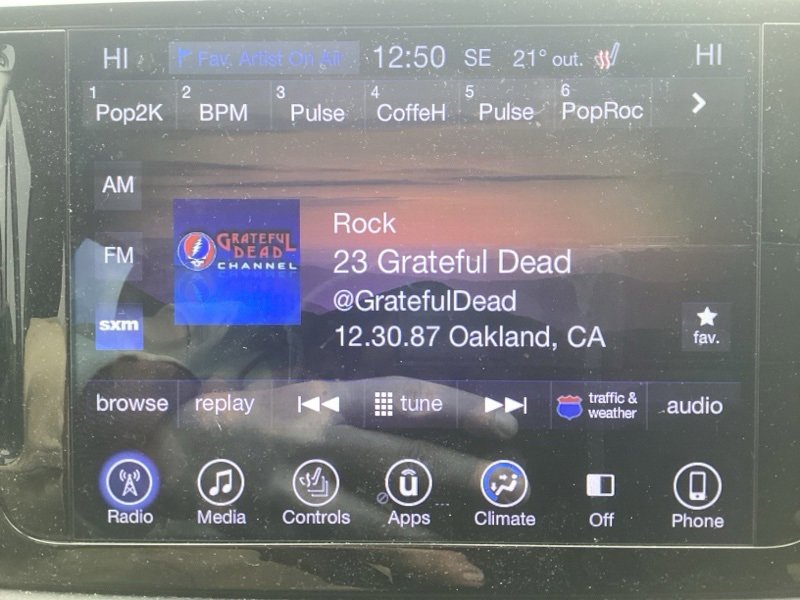 HI Fav. Artist On Air 12:50 SE 21° out. HI
1 Pop2K 2 BPM 3 Pulse 4 CoffeH 5 Pulse 6 PopRoc
AM
FM
sxm
GRATEFUL
DEAD
CHANNEL
Rock
23 Grateful Dead
@GratefulDead
12.30.87 Oakland, CA
fav.
browse replay tune traffic & weather audio
Radio Media Controls Apps Climate Off Phone